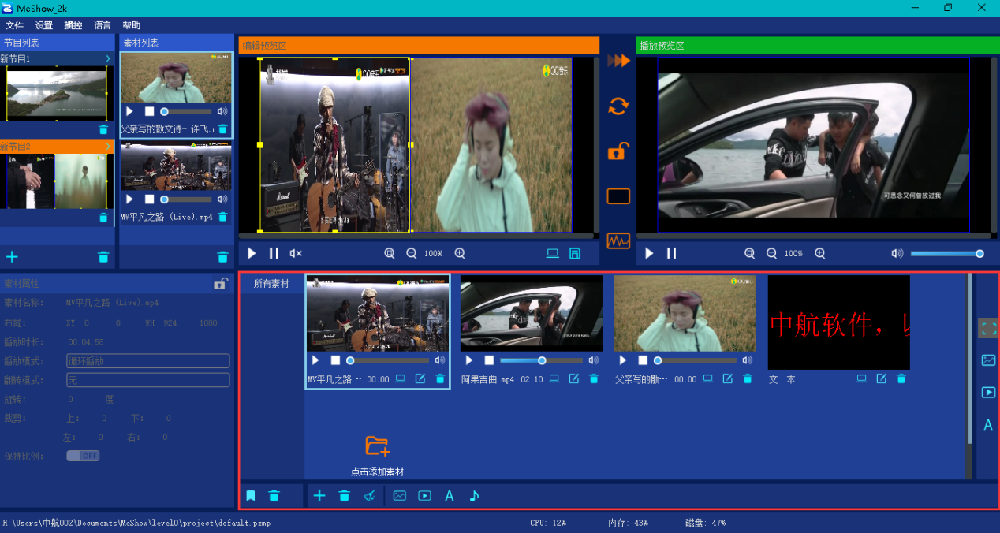 MeShow_2k
文件 设置 播控 语言 帮助
节目列表
新节目1
新节目2
素材列表
父亲写的散文诗- 许飞.
MV平凡之路 (Live).mp4
编辑预览区
QQ音乐
QQ音乐
100%
播放预览区
可思念又何曾放过我
100%
素材属性
素材名称: MV平凡之路 (Live).mp4
布局: XY 0 0 WH 924 1080
播放时长: 00:04:58
播放模式: 循环播放
翻转模式: 无
旋转: 0 度
裁剪: 上: 0 下: 0
左: 0 右: 0
保持比例: OFF
所有素材
MV平凡之路 ··· 00:00
阿果吉曲.mp4 02:10
父亲写的散··· 00:00
中航软件，以
文 本
点击添加素材
A
A
H:\Users\中航002\Documents\MeShow\level0\project\default.pzmp
CPU: 12% 内存: 43% 磁盘: 47%